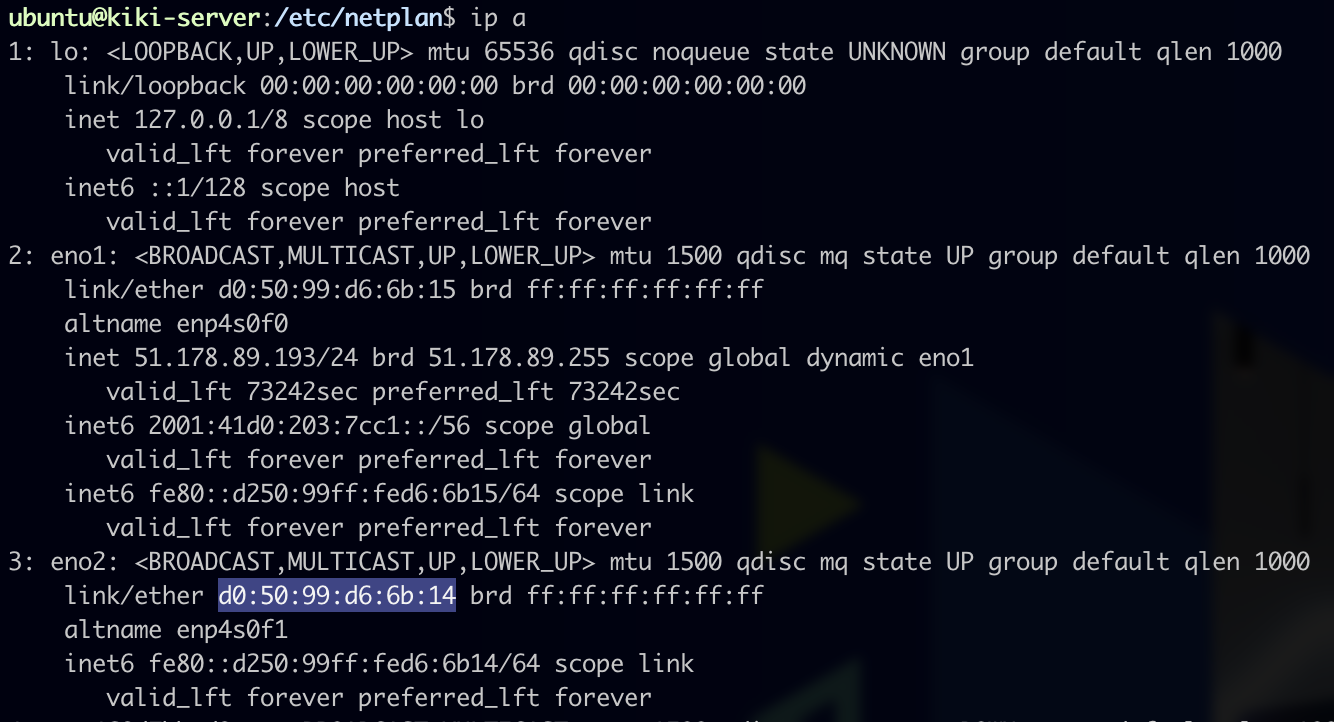 ubuntu@kiki-server:/etc/netplan$ ip a
1: lo: <LOOPBACK,UP,LOWER_UP> mtu 65536 qdisc noqueue state UNKNOWN group default qlen 1000
    link/loopback 00:00:00:00:00:00 brd 00:00:00:00:00:00
    inet 127.0.0.1/8 scope host lo
       valid_lft forever preferred_lft forever
    inet6 ::1/128 scope host
       valid_lft forever preferred_lft forever
2: eno1: <BROADCAST,MULTICAST,UP,LOWER_UP> mtu 1500 qdisc mq state UP group default qlen 1000
    link/ether d0:50:99:d6:6b:15 brd ff:ff:ff:ff:ff:ff
    altname enp4s0f0
    inet 51.178.89.193/24 brd 51.178.89.255 scope global dynamic eno1
       valid_lft 73242sec preferred_lft 73242sec
    inet6 2001:41d0:203:7cc1::/56 scope global
       valid_lft forever preferred_lft forever
    inet6 fe80::d250:99ff:fed6:6b15/64 scope link
       valid_lft forever preferred_lft forever
3: eno2: <BROADCAST,MULTICAST,UP,LOWER_UP> mtu 1500 qdisc mq state UP group default qlen 1000
    link/ether d0:50:99:d6:6b:14 brd ff:ff:ff:ff:ff:ff
    altname enp4s0f1
    inet6 fe80::d250:99ff:fed6:6b14/64 scope link
       valid_lft forever preferred_lft forever